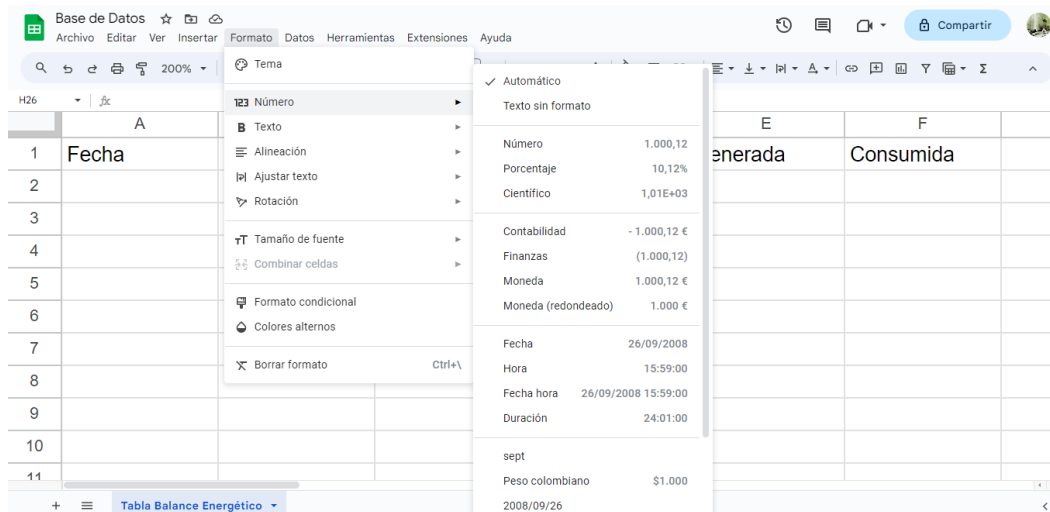 Base de Datos
Archivo Editar Ver Insertar Formato Datos Herramientas Extensiones Ayuda
Compartir
200%
H26
fx
Tema
123 Número
B Texto
Alineación
Ajustar texto
Rotación
Tamaño de fuente
Combinar celdas
Formato condicional
Colores alternos
Borrar formato Ctrl+\
Automático
Texto sin formato
Número 1.000,12
Porcentaje 10,12%
Científico 1,01E+03
Contabilidad - 1.000,12 €
Finanzas (1.000,12)
Moneda 1.000,12 €
Moneda (redondeado) 1.000 €
Fecha 26/09/2008
Hora 15:59:00
Fecha hora 26/09/2008 15:59:00
Duración 24:01:00
sept
Peso colombiano $1.000
2008/09/26
A E F
1 Fecha enerada Consumida
2
3
4
5
6
7
8
9
10
11
Tabla Balance Energético